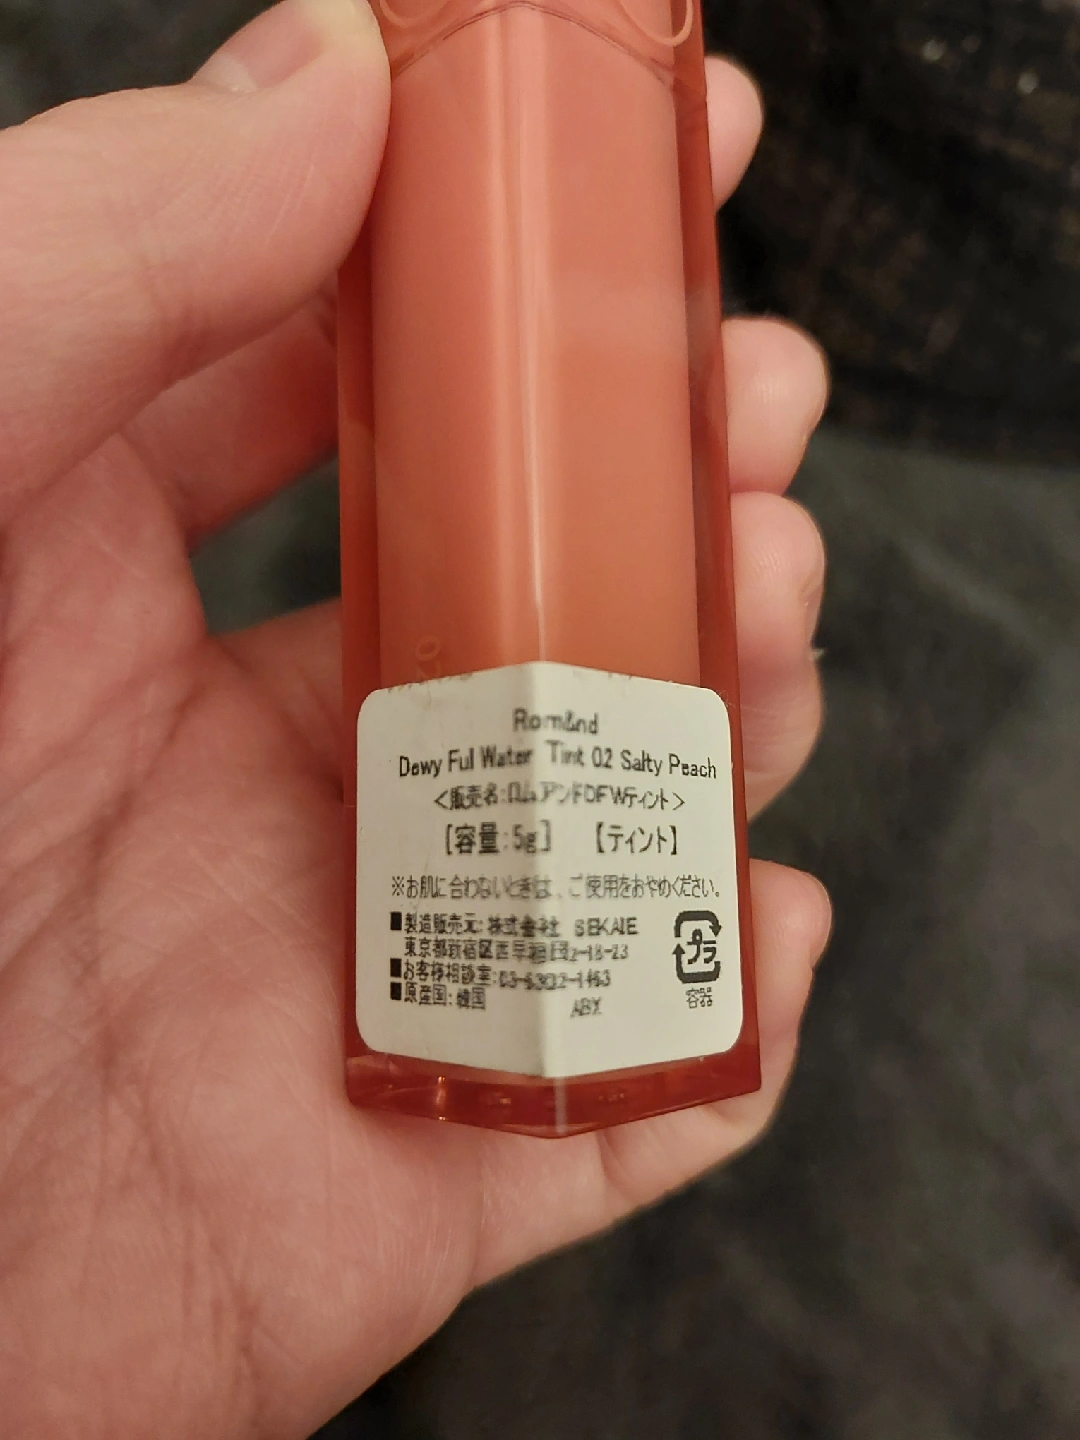 Rom&nd
Dewy Ful Water Tint 02 Salty Peach
<販売名:ロムアンドDFWティント>
[容量:5g] 【ティント】
※お肌に合わないときは、ご使用をおやめください。
■製造販売元:株式会社 SEKAIE
東京都新宿区西早稲田2-18-23
■お客様相談室:03-6302-1463
■原産国:韓国 ABX
プラ
容器